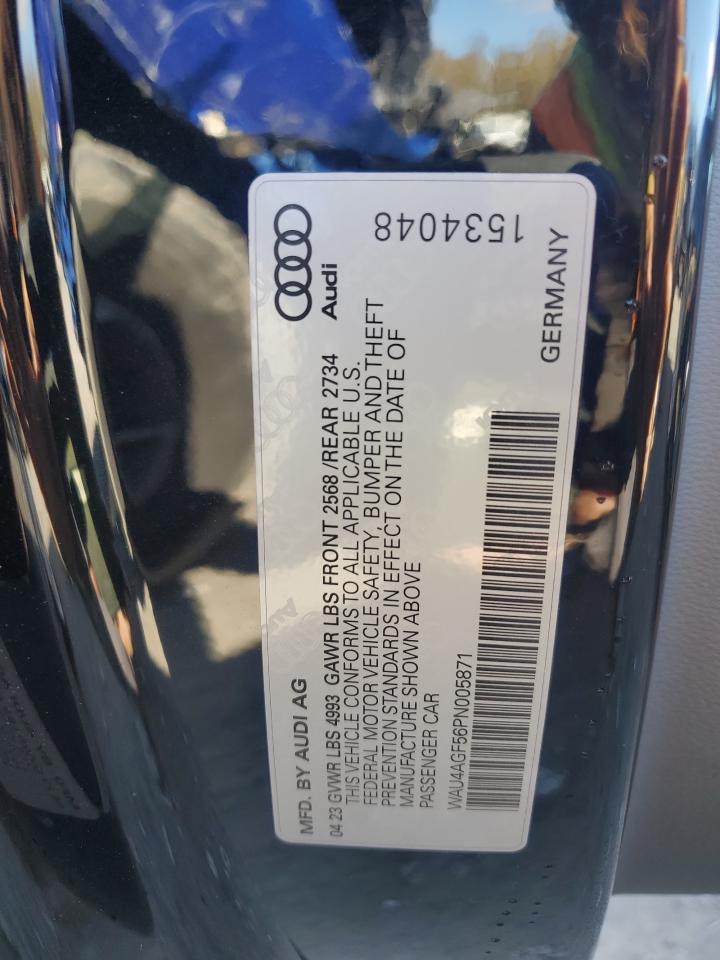 MFD. BY AUDI AG
Audi
04 23 GVWR LBS 4993 GAWR LBS FRONT 2568 /REAR 2734
THIS VEHICLE CONFORMS TO ALL APPLICABLE U.S.
FEDERAL MOTOR VEHICLE SAFETY, BUMPER AND THEFT
PREVENTION STANDARDS IN EFFECT ON THE DATE OF
MANUFACTURE SHOWN ABOVE
PASSENGER CAR
WAU4AGF56PN005871
GERMANY
1534048